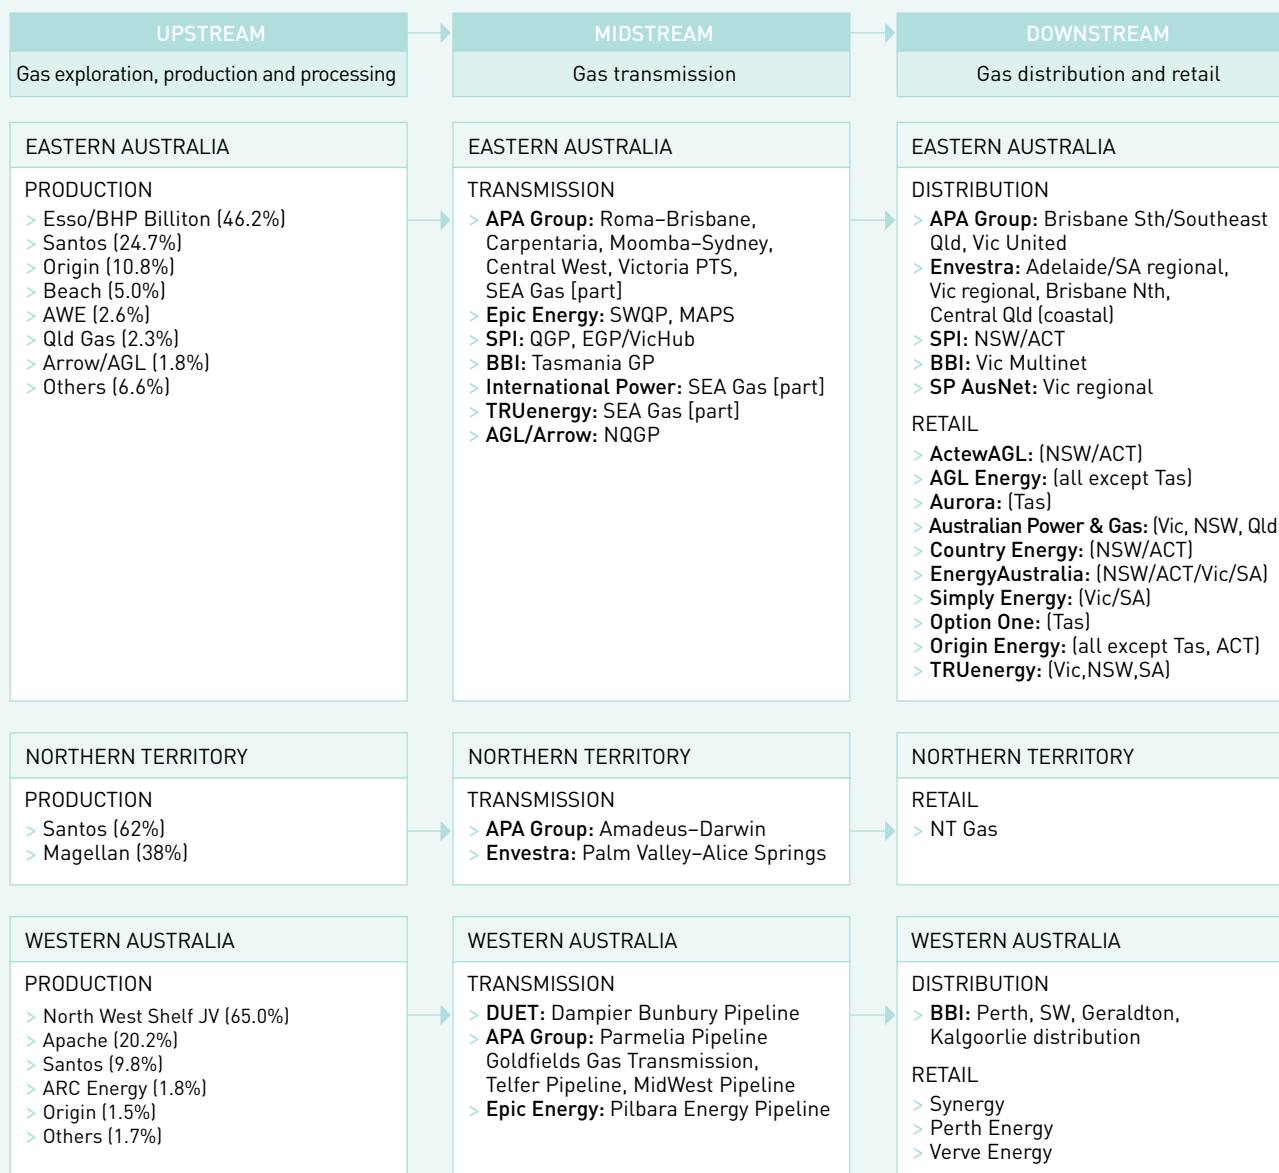 UPSTREAM
Gas exploration, production and processing
MIDSTREAM
Gas transmission
DOWNSTREAM
Gas distribution and retail
EASTERN AUSTRALIA
PRODUCTION
> Esso/BHP Billiton (46.2%)
> Santos (24.7%)
> Origin (10.8%)
> Beach (5.0%)
> AWE (2.6%)
> Qld Gas (2.3%)
> Arrow/AGL (1.8%)
> Others (6.6%)
EASTERN AUSTRALIA
TRANSMISSION
> APA Group: Roma–Brisbane,
Carpentaria, Moomba–Sydney,
Central West, Victoria PTS,
SEA Gas [part]
> Epic Energy: SWQP, MAPS
> SPI: QGP, EGP/VicHub
> BBI: Tasmania GP
> International Power: SEA Gas [part]
> TRUenergy: SEA Gas [part]
> AGL/Arrow: NQGP
EASTERN AUSTRALIA
DISTRIBUTION
> APA Group: Brisbane Sth/Southeast
Qld, Vic United
> Envestra: Adelaide/SA regional,
Vic regional, Brisbane Nth,
Central Qld (coastal)
> SPI: NSW/ACT
> BBI: Vic Multinet
> SP AusNet: Vic regional
RETAIL
> ActewAGL: (NSW/ACT)
> AGL Energy: (all except Tas)
> Aurora: (Tas)
> Australian Power & Gas: (Vic, NSW, Qld)
> Country Energy: (NSW/ACT)
> EnergyAustralia: (NSW/ACT/Vic/SA)
> Simply Energy: (Vic/SA)
> Option One: (Tas)
> Origin Energy: (all except Tas, ACT)
> TRUenergy: (Vic,NSW,SA)
NORTHERN TERRITORY
PRODUCTION
> Santos (62%)
> Magellan (38%)
NORTHERN TERRITORY
TRANSMISSION
> APA Group: Amadeus–Darwin
> Envestra: Palm Valley–Alice Springs
NORTHERN TERRITORY
RETAIL
> NT Gas
WESTERN AUSTRALIA
PRODUCTION
> North West Shelf JV (65.0%)
> Apache (20.2%)
> Santos (9.8%)
> ARC Energy (1.8%)
> Origin (1.5%)
> Others (1.7%)
WESTERN AUSTRALIA
TRANSMISSION
> DUET: Dampier Bunbury Pipeline
> APA Group: Parmelia Pipeline
Goldfields Gas Transmission,
Telfer Pipeline, MidWest Pipeline
> Epic Energy: Pilbara Energy Pipeline
WESTERN AUSTRALIA
DISTRIBUTION
> BBI: Perth, SW, Geraldton,
Kalgoorlie distribution
RETAIL
> Synergy
> Perth Energy
> Verve Energy